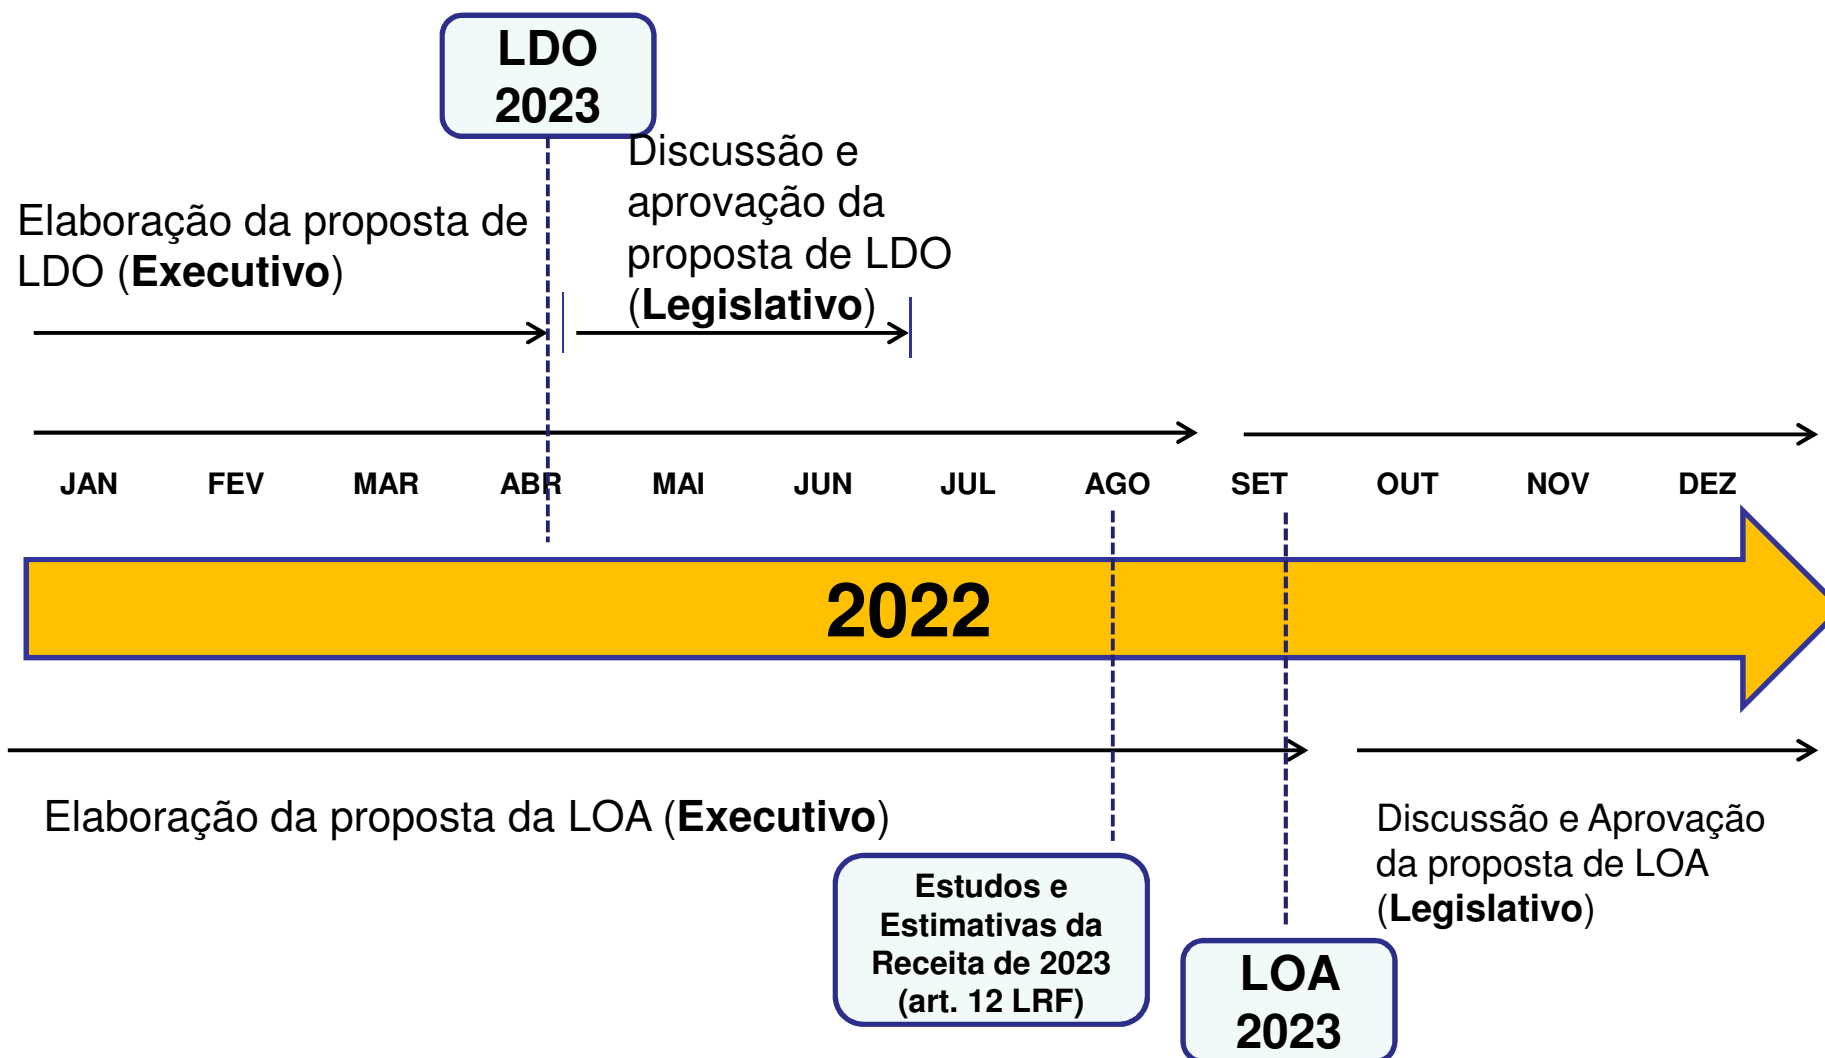 LDO
2023
Discussão e
aprovação da
proposta de LDO
(Legislativo)
Elaboração da proposta de
LDO (Executivo)
JAN FEV MAR ABR MAI JUN JUL AGO SET OUT NOV DEZ
2022
Elaboração da proposta da LOA (Executivo)
Discussão e Aprovação
da proposta de LOA
(Legislativo)
Estudos e
Estimativas da
Receita de 2023
(art. 12 LRF)
LOA
2023